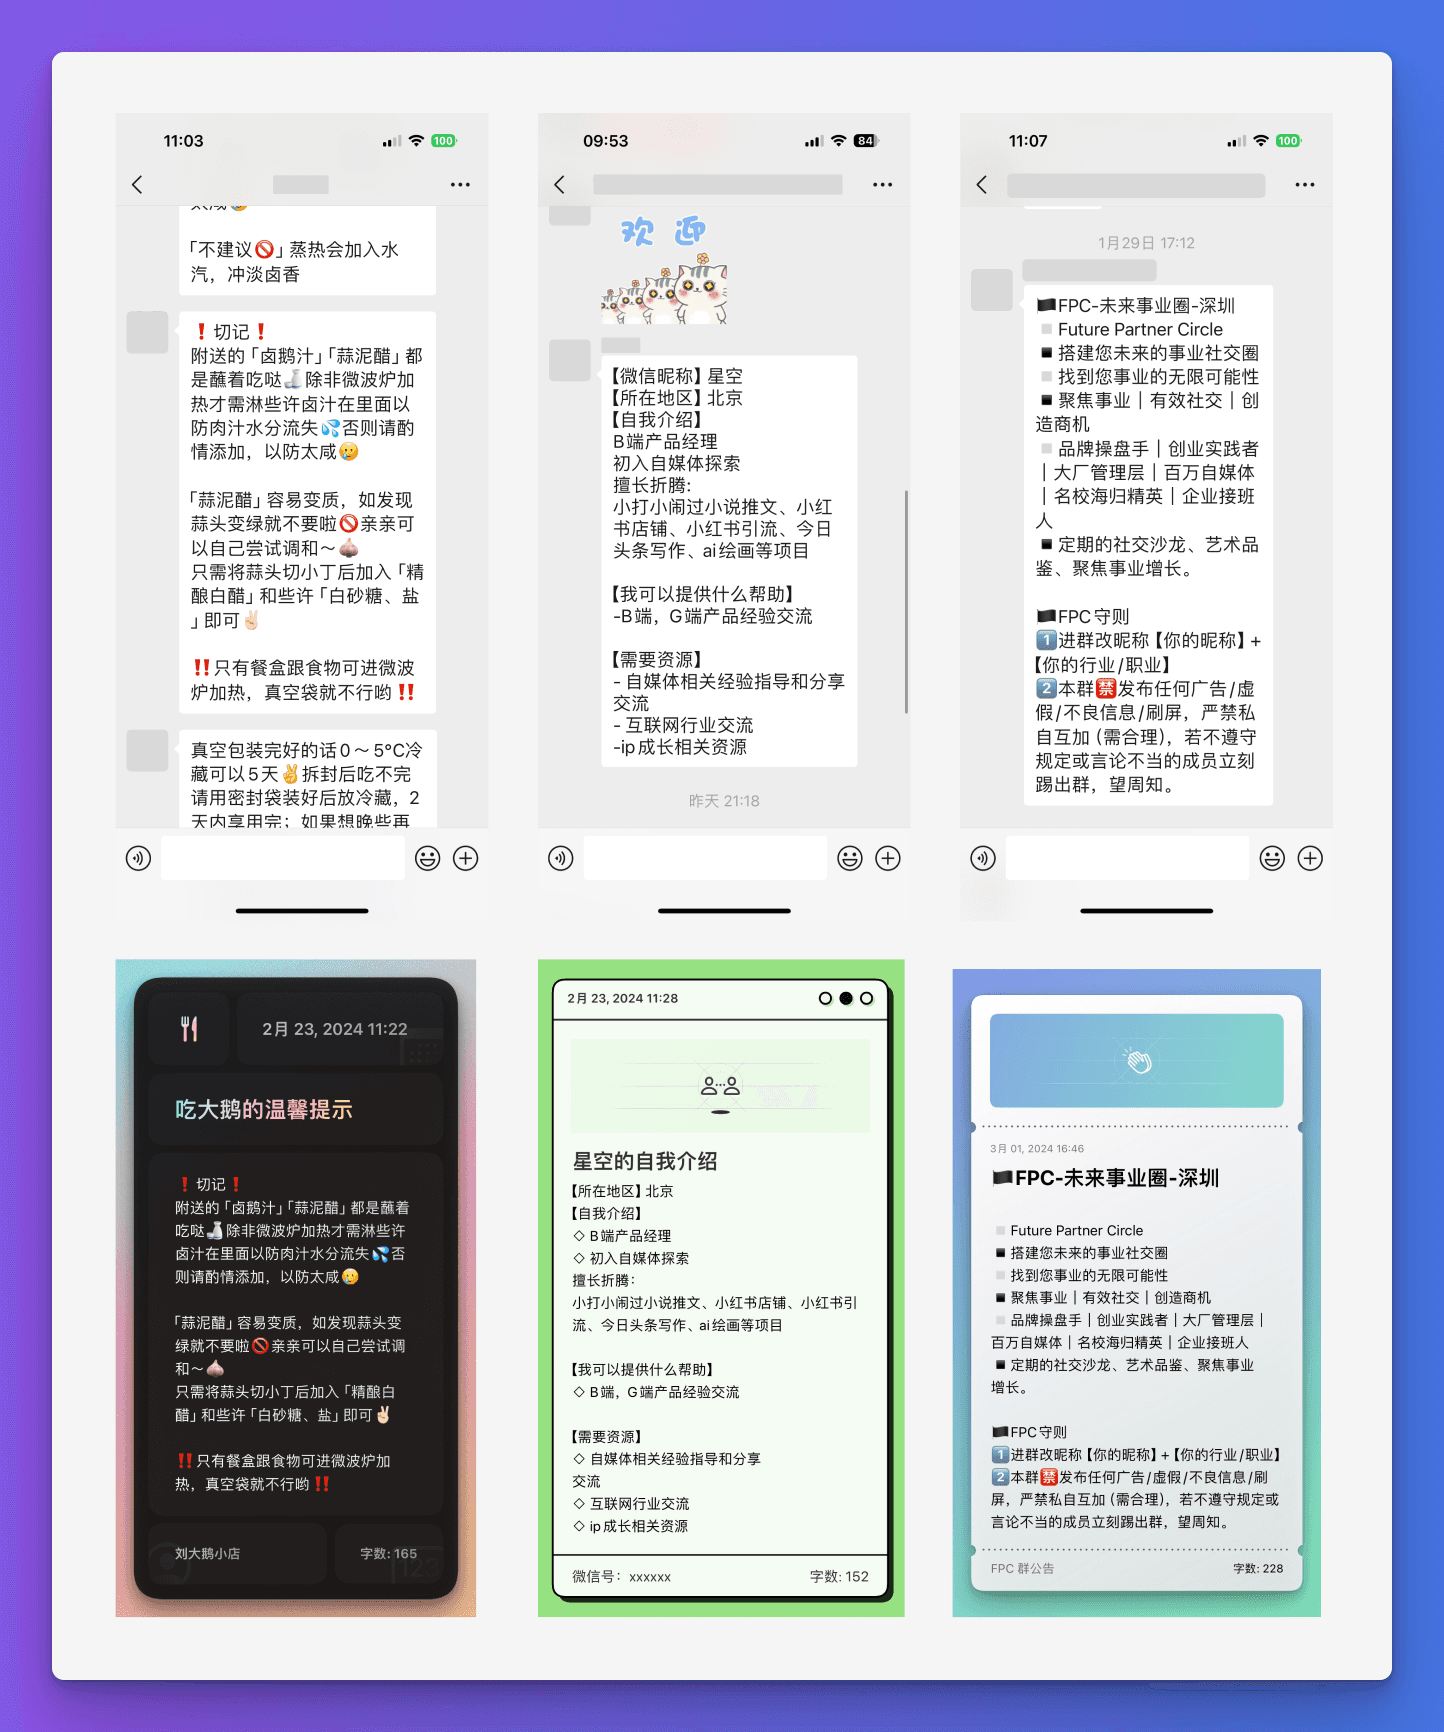 11:03
100
太咸🥲
「不建议🚫」蒸热会加入水
汽，冲淡卤香
❗切记❗
附送的「卤鹅汁」「蒜泥醋」都
是蘸着吃哒🍶除非微波炉加
热才需淋些许卤汁在里面以
防肉汁水分流失💦否则请酌
情添加，以防太咸🥲
「蒜泥醋」容易变质，如发现
蒜头变绿就不要啦🚫亲亲可
以自己尝试调和～🧄
只需将蒜头切小丁后加入「精
酿白醋」和些许「白砂糖、盐
」即可✌🏻
‼️只有餐盒跟食物可进微波
炉加热，真空袋就不行哟‼️
真空包装完好的话0～5°C冷
藏可以5天✌️拆封后吃不完
请用密封袋装好后放冷藏，2
天内享用完；如果想晚些再
09:53
84
欢迎
【微信昵称】星空
【所在地区】北京
【自我介绍】
B端产品经理
初入自媒体探索
擅长折腾:
小打小闹过小说推文、小红
书店铺、小红书引流、今日
头条写作、ai绘画等项目
【我可以提供什么帮助】
-B端，G端产品经验交流
【需要资源】
- 自媒体相关经验指导和分享
交流
- 互联网行业交流
-ip成长相关资源
昨天 21:18
11:07
100
1月29日 17:12
🏴FPC-未来事业圈-深圳
◽Future Partner Circle
◾搭建您未来的事业社交圈
◽找到您事业的无限可能性
◾聚焦事业｜有效社交｜创
造商机
◽品牌操盘手｜创业实践者
｜大厂管理层｜百万自媒体
｜名校海归精英｜企业接班
人
◾定期的社交沙龙、艺术品
鉴、聚焦事业增长。
🏴FPC守则
1️⃣进群改昵称【你的昵称】+
【你的行业/职业】
2️⃣本群🈲发布任何广告/虚
假/不良信息/刷屏，严禁私
自互加（需合理)，若不遵守
规定或言论不当的成员立刻
踢出群，望周知。
2月 23, 2024 11:22
吃大鹅的温馨提示
❗切记❗
附送的「卤鹅汁」「蒜泥醋」都是蘸着
吃哒🍶除非微波炉加热才需淋些许
卤汁在里面以防肉汁水分流失💦否
则请酌情添加，以防太咸🥲
「蒜泥醋」容易变质，如发现蒜头变
绿就不要啦🚫亲亲可以自己尝试调
和～🧄
只需将蒜头切小丁后加入「精酿白
醋」和些许「白砂糖、盐」即可✌🏻
‼️只有餐盒跟食物可进微波炉加
热，真空袋就不行哟‼️
刘大鹅小店
字数: 165
123
2月 23, 2024 11:28
星空的自我介绍
【所在地区】北京
【自我介绍】
◇ B端产品经理
◇ 初入自媒体探索
擅长折腾:
小打小闹过小说推文、小红书店铺、小红书引
流、今日头条写作、ai绘画等项目
【我可以提供什么帮助】
◇ B端，G端产品经验交流
【需要资源】
◇ 自媒体相关经验指导和分享
交流
◇ 互联网行业交流
◇ ip成长相关资源
微信号：xxxxxx
字数: 152
3月 01, 2024 16:46
🏴FPC-未来事业圈-深圳
◽Future Partner Circle
◾搭建您未来的事业社交圈
◽找到您事业的无限可能性
◾聚焦事业｜有效社交｜创造商机
◽品牌操盘手｜创业实践者｜大厂管理层｜
百万自媒体｜名校海归精英｜企业接班人
◾定期的社交沙龙、艺术品鉴、聚焦事业
增长。
🏴FPC守则
1️⃣进群改昵称【你的昵称】+【你的行业/职业】
2️⃣本群🈲发布任何广告/虚假/不良信息/刷
屏，严禁私自互加（需合理)，若不遵守规定或
言论不当的成员立刻踢出群，望周知。
FPC 群公告
字数: 228